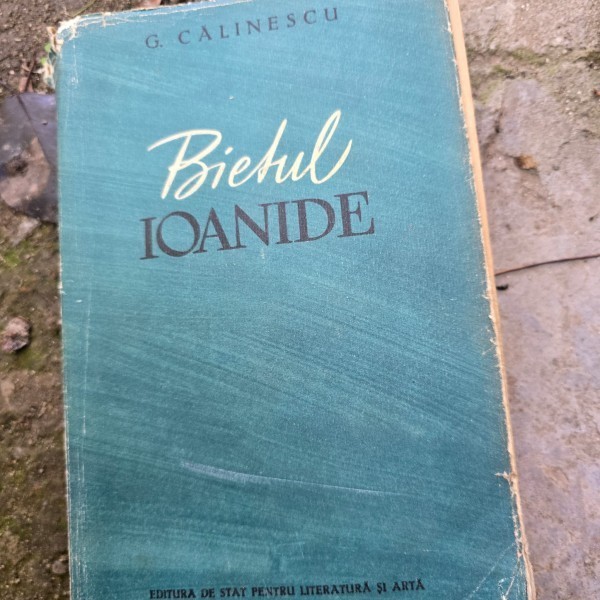 G. CĂLINESCU
Bietul
IOANIDE
EDITURA DE STAT PENTRU LITERATURĂ ȘI ARTĂ